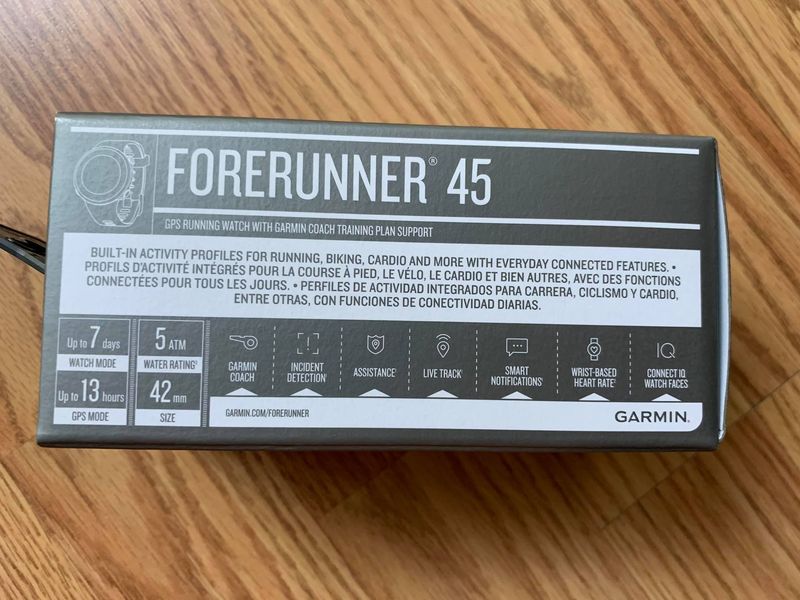 FORERUNNER® 45
GPS RUNNING WATCH WITH GARMIN COACH TRAINING PLAN SUPPORT
BUILT-IN ACTIVITY PROFILES FOR RUNNING, BIKING, CARDIO AND MORE WITH EVERYDAY CONNECTED FEATURES. •
PROFILS D'ACTIVITÉ INTÉGRÉS POUR LA COURSE À PIED, LE VÉLO, LE CARDIO ET BIEN AUTRES, AVEC DES FONCTIONS
CONNECTÉES POUR TOUS LES JOURS. • PERFILES DE ACTIVIDAD INTEGRADOS PARA CARRERA, CICLISMO Y CARDIO,
ENTRE OTRAS, CON FUNCIONES DE CONECTIVIDAD DIARIAS.
Up to 7 days
WATCH MODE
5 ATM
WATER RATING¹
Up to 13 hours
GPS MODE
42 mm
SIZE
GARMIN
COACH
INCIDENT
DETECTION
ASSISTANCE
LIVE TRACK
SMART
NOTIFICATIONS
WRIST-BASED
HEART RATE
IQ
CONNECT IQ
WATCH FACES
GARMIN.COM/FORERUNNER
GARMIN.